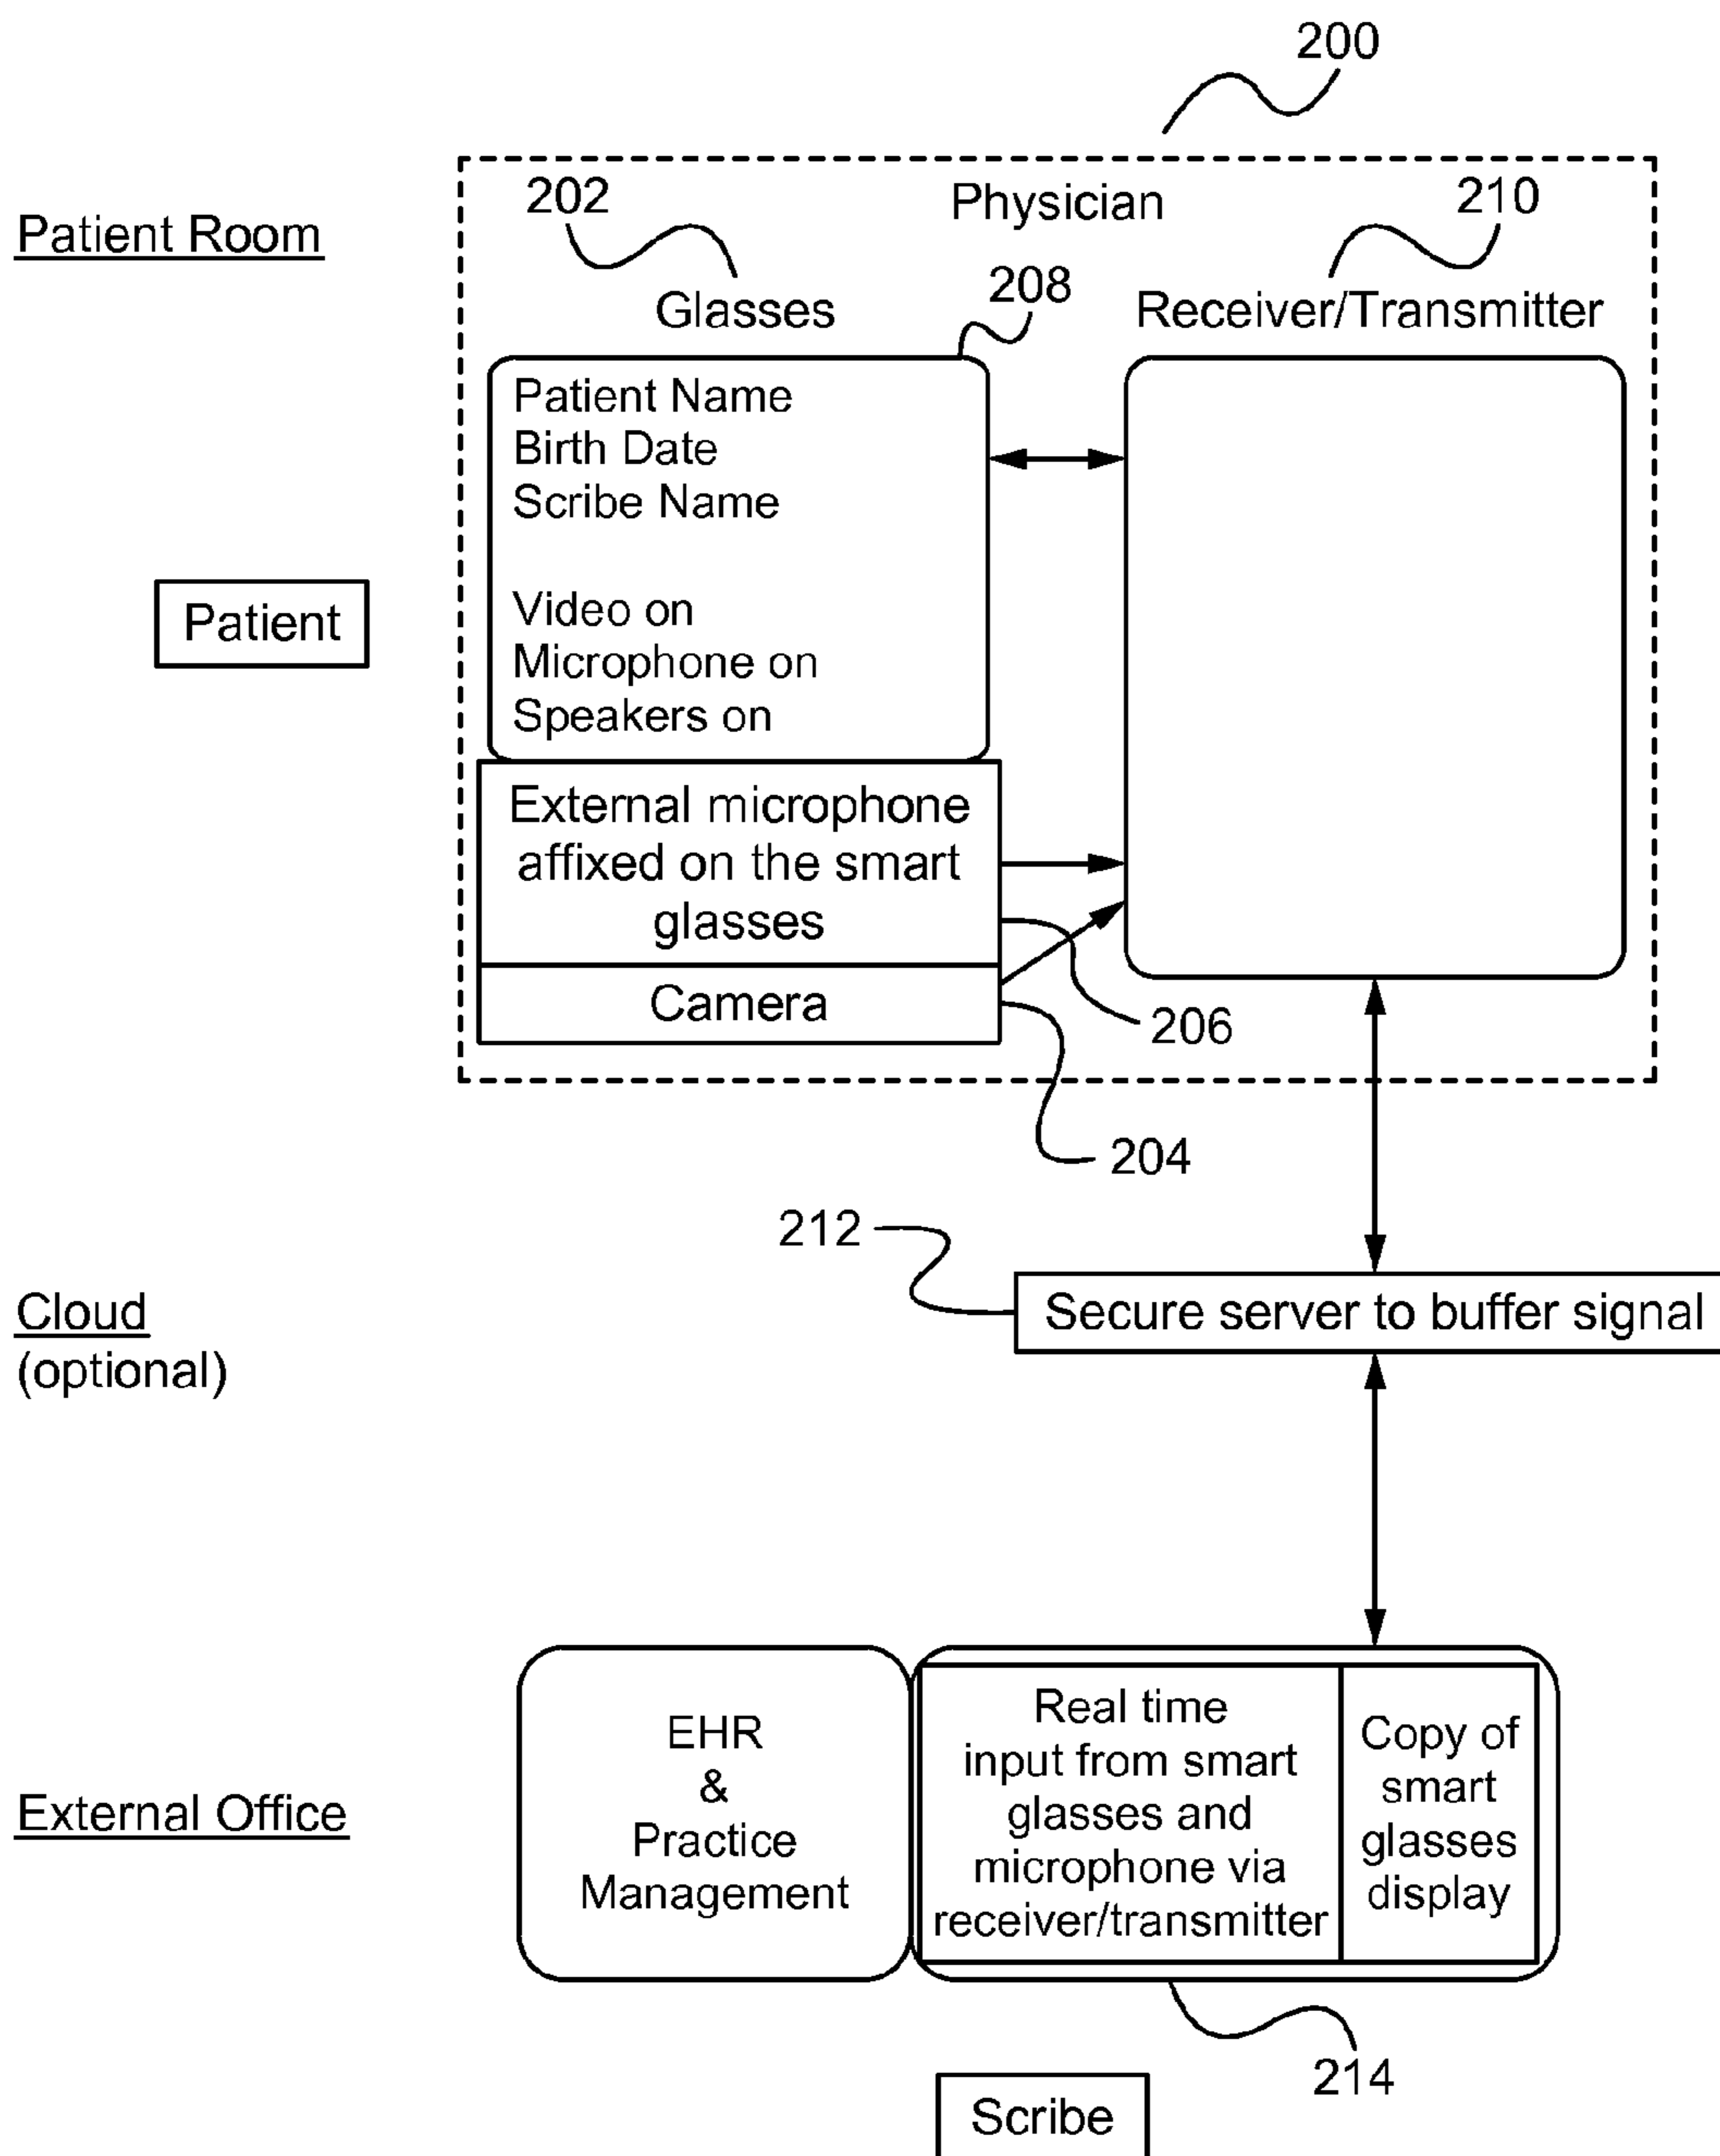 200
202
Physician
210
Patient Room
208
Glasses
Receiver/Transmitter
Patient Name
Birth Date
Scribe Name
Video on
Microphone on
Speakers on
Patient
External microphone
affixed on the smart
glasses
Camera
206
204
212
Secure server to buffer signal
Cloud
(optional)
External Office
EHR
&
Practice
Management
Real time
input from smart
glasses and
microphone via
receiver/transmitter
Copy of
smart
glasses
display
214
Scribe